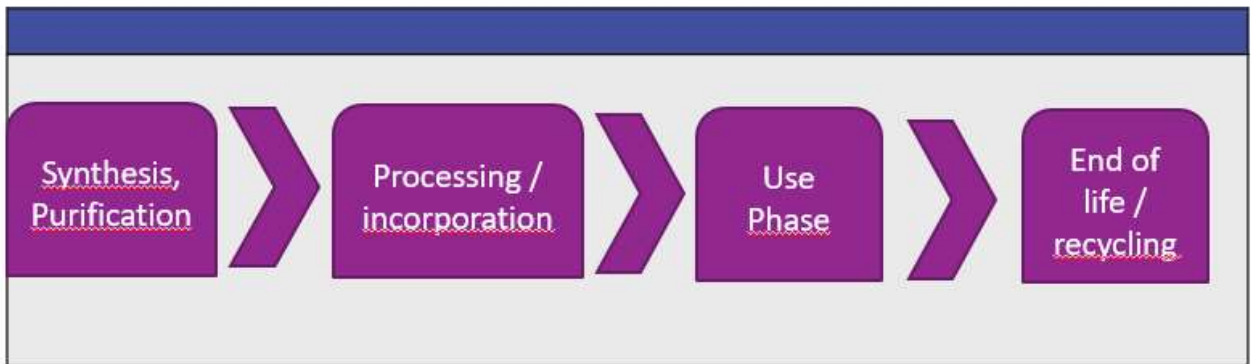 Synthesis,
Purification
Processing /
incorporation
Use
Phase
End of
life /
recycling